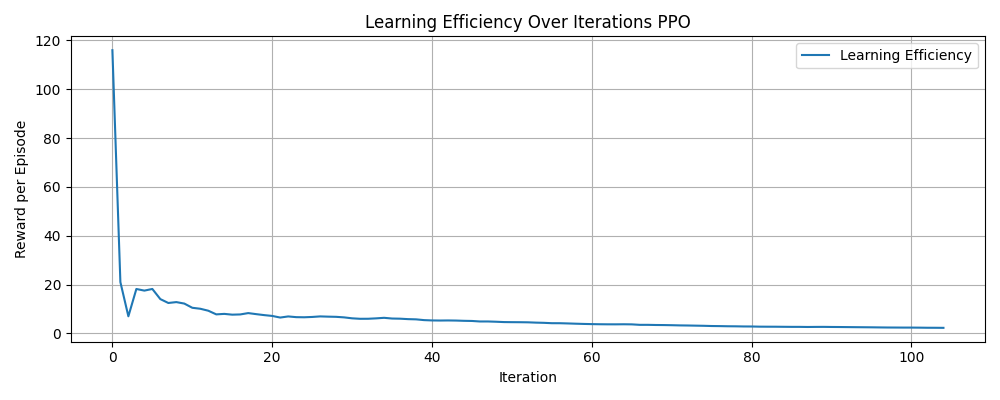 Learning Efficiency Over Iterations PPO
Learning Efficiency
Reward per Episode
120
100
80
60
40
20
0
0 20 40 60 80 100
Iteration